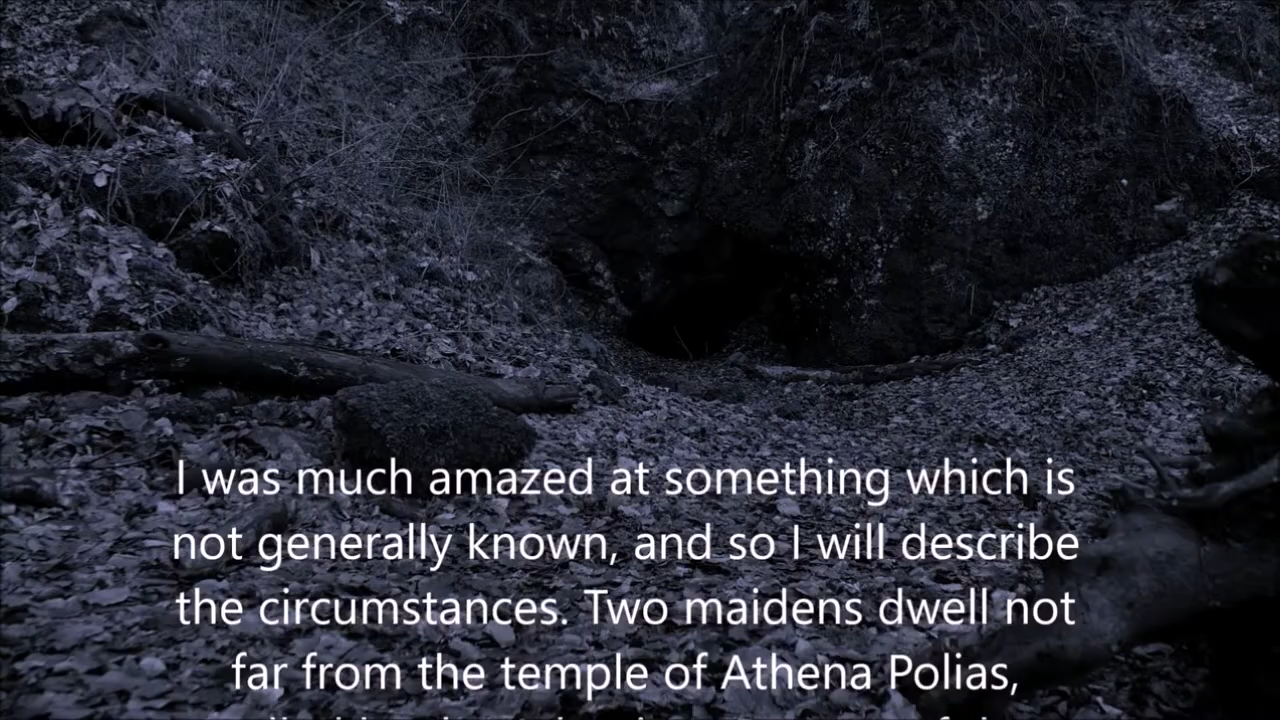 I was much amazed at something which is
not generally known, and so I will describe
the circumstances. Two maidens dwell not
far from the temple of Athena Polias,